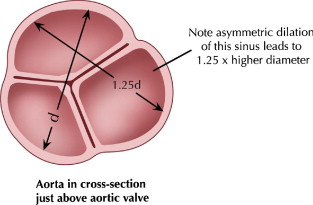 Note asymmetric dilation
of this sinus leads to
1.25 x higher diameter
1.25d
d
Aorta in cross-section
just above aortic valve